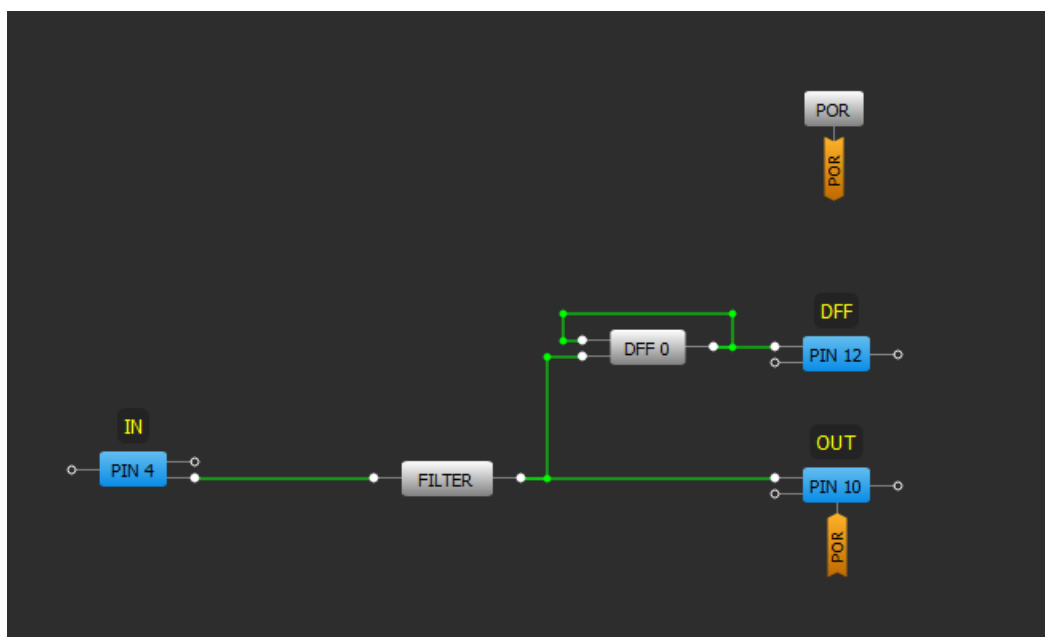 POR
POR
DFF
DFF 0
PIN 12
IN
OUT
PIN 4
FILTER
PIN 10
POR